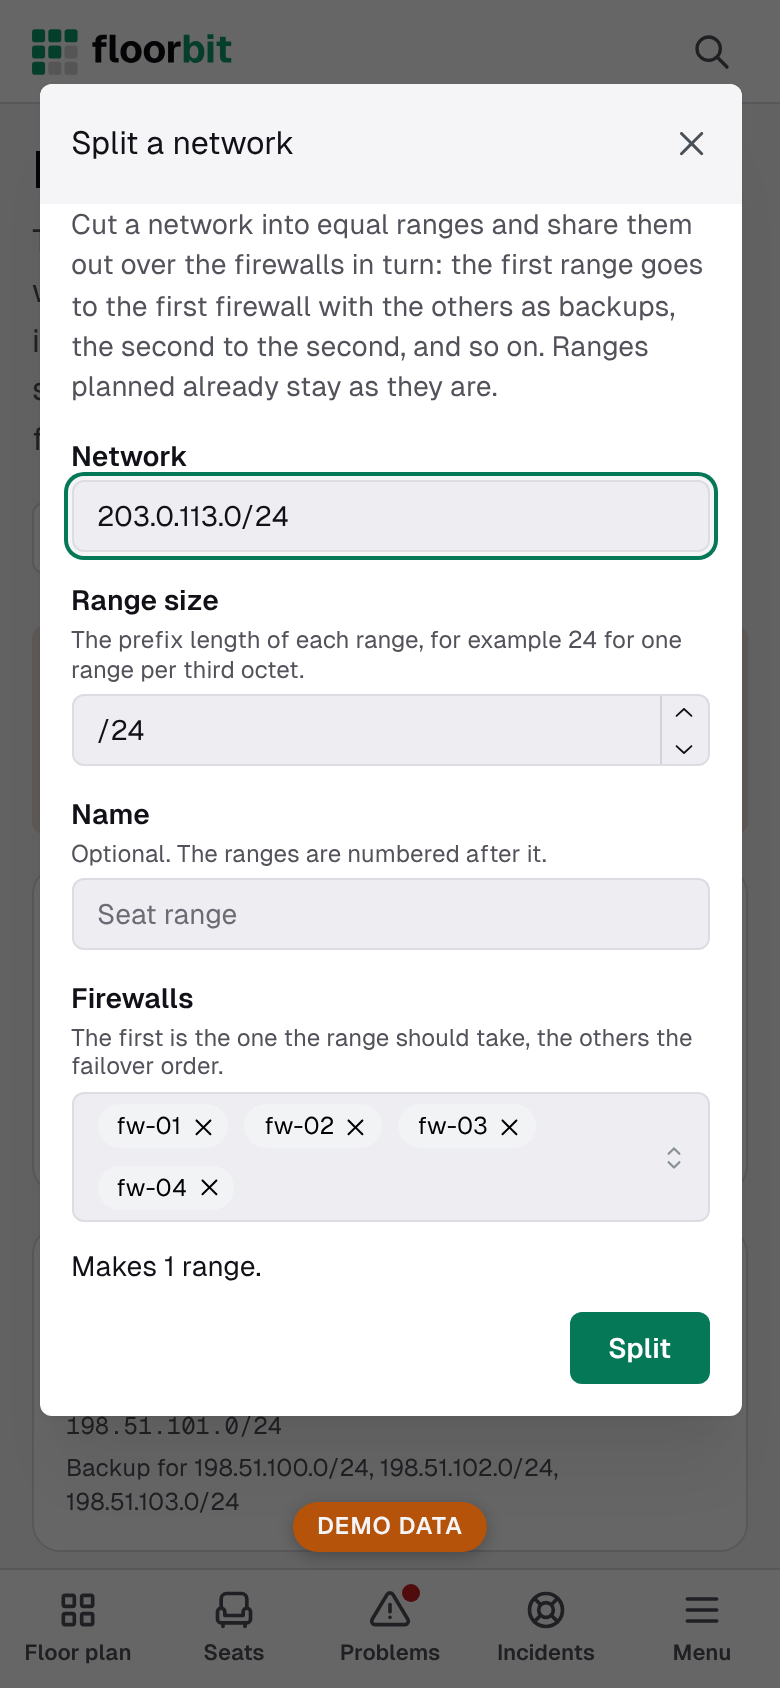 floorbit
Split a network
Cut a network into equal ranges and share them
out over the firewalls in turn: the first range goes
to the first firewall with the others as backups,
the second to the second, and so on. Ranges
planned already stay as they are.
Network
203.0.113.0/24
Range size
The prefix length of each range, for example 24 for one
range per third octet.
/24
Name
Optional. The ranges are numbered after it.
Seat range
Firewalls
The first is the one the range should take, the others the
failover order.
fw-01 fw-02 fw-03
fw-04
Makes 1 range.
Split
198.51.101.0/24
Backup for 198.51.100.0/24, 198.51.102.0/24,
198.51.103.0/24
DEMO DATA
Floor plan Seats Problems Incidents Menu